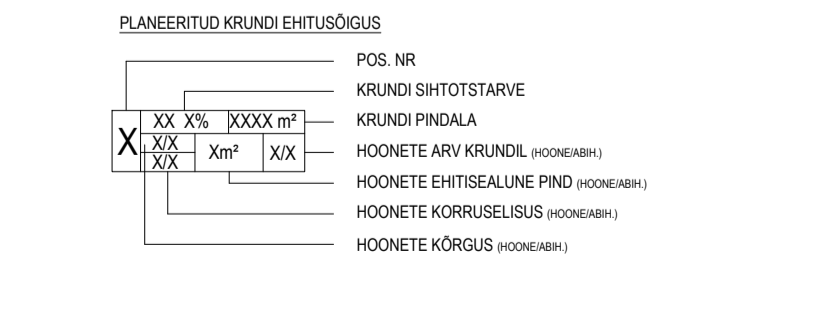 PLANEERITUD KRUNDI EHITUSÕIGUS
POS. NR
KRUNDI SIHTOTSTARVE
XX X% XXXX m² KRUNDI PINDALA
X X/X Xm² X/X HOONETE ARV KRUNDIL (HOONE/ABIH.)
X/X
HOONETE EHITISEALUNE PIND (HOONE/ABIH.)
HOONETE KORRUSELISUS (HOONE/ABIH.)
HOONETE KÕRGUS (HOONE/ABIH.)